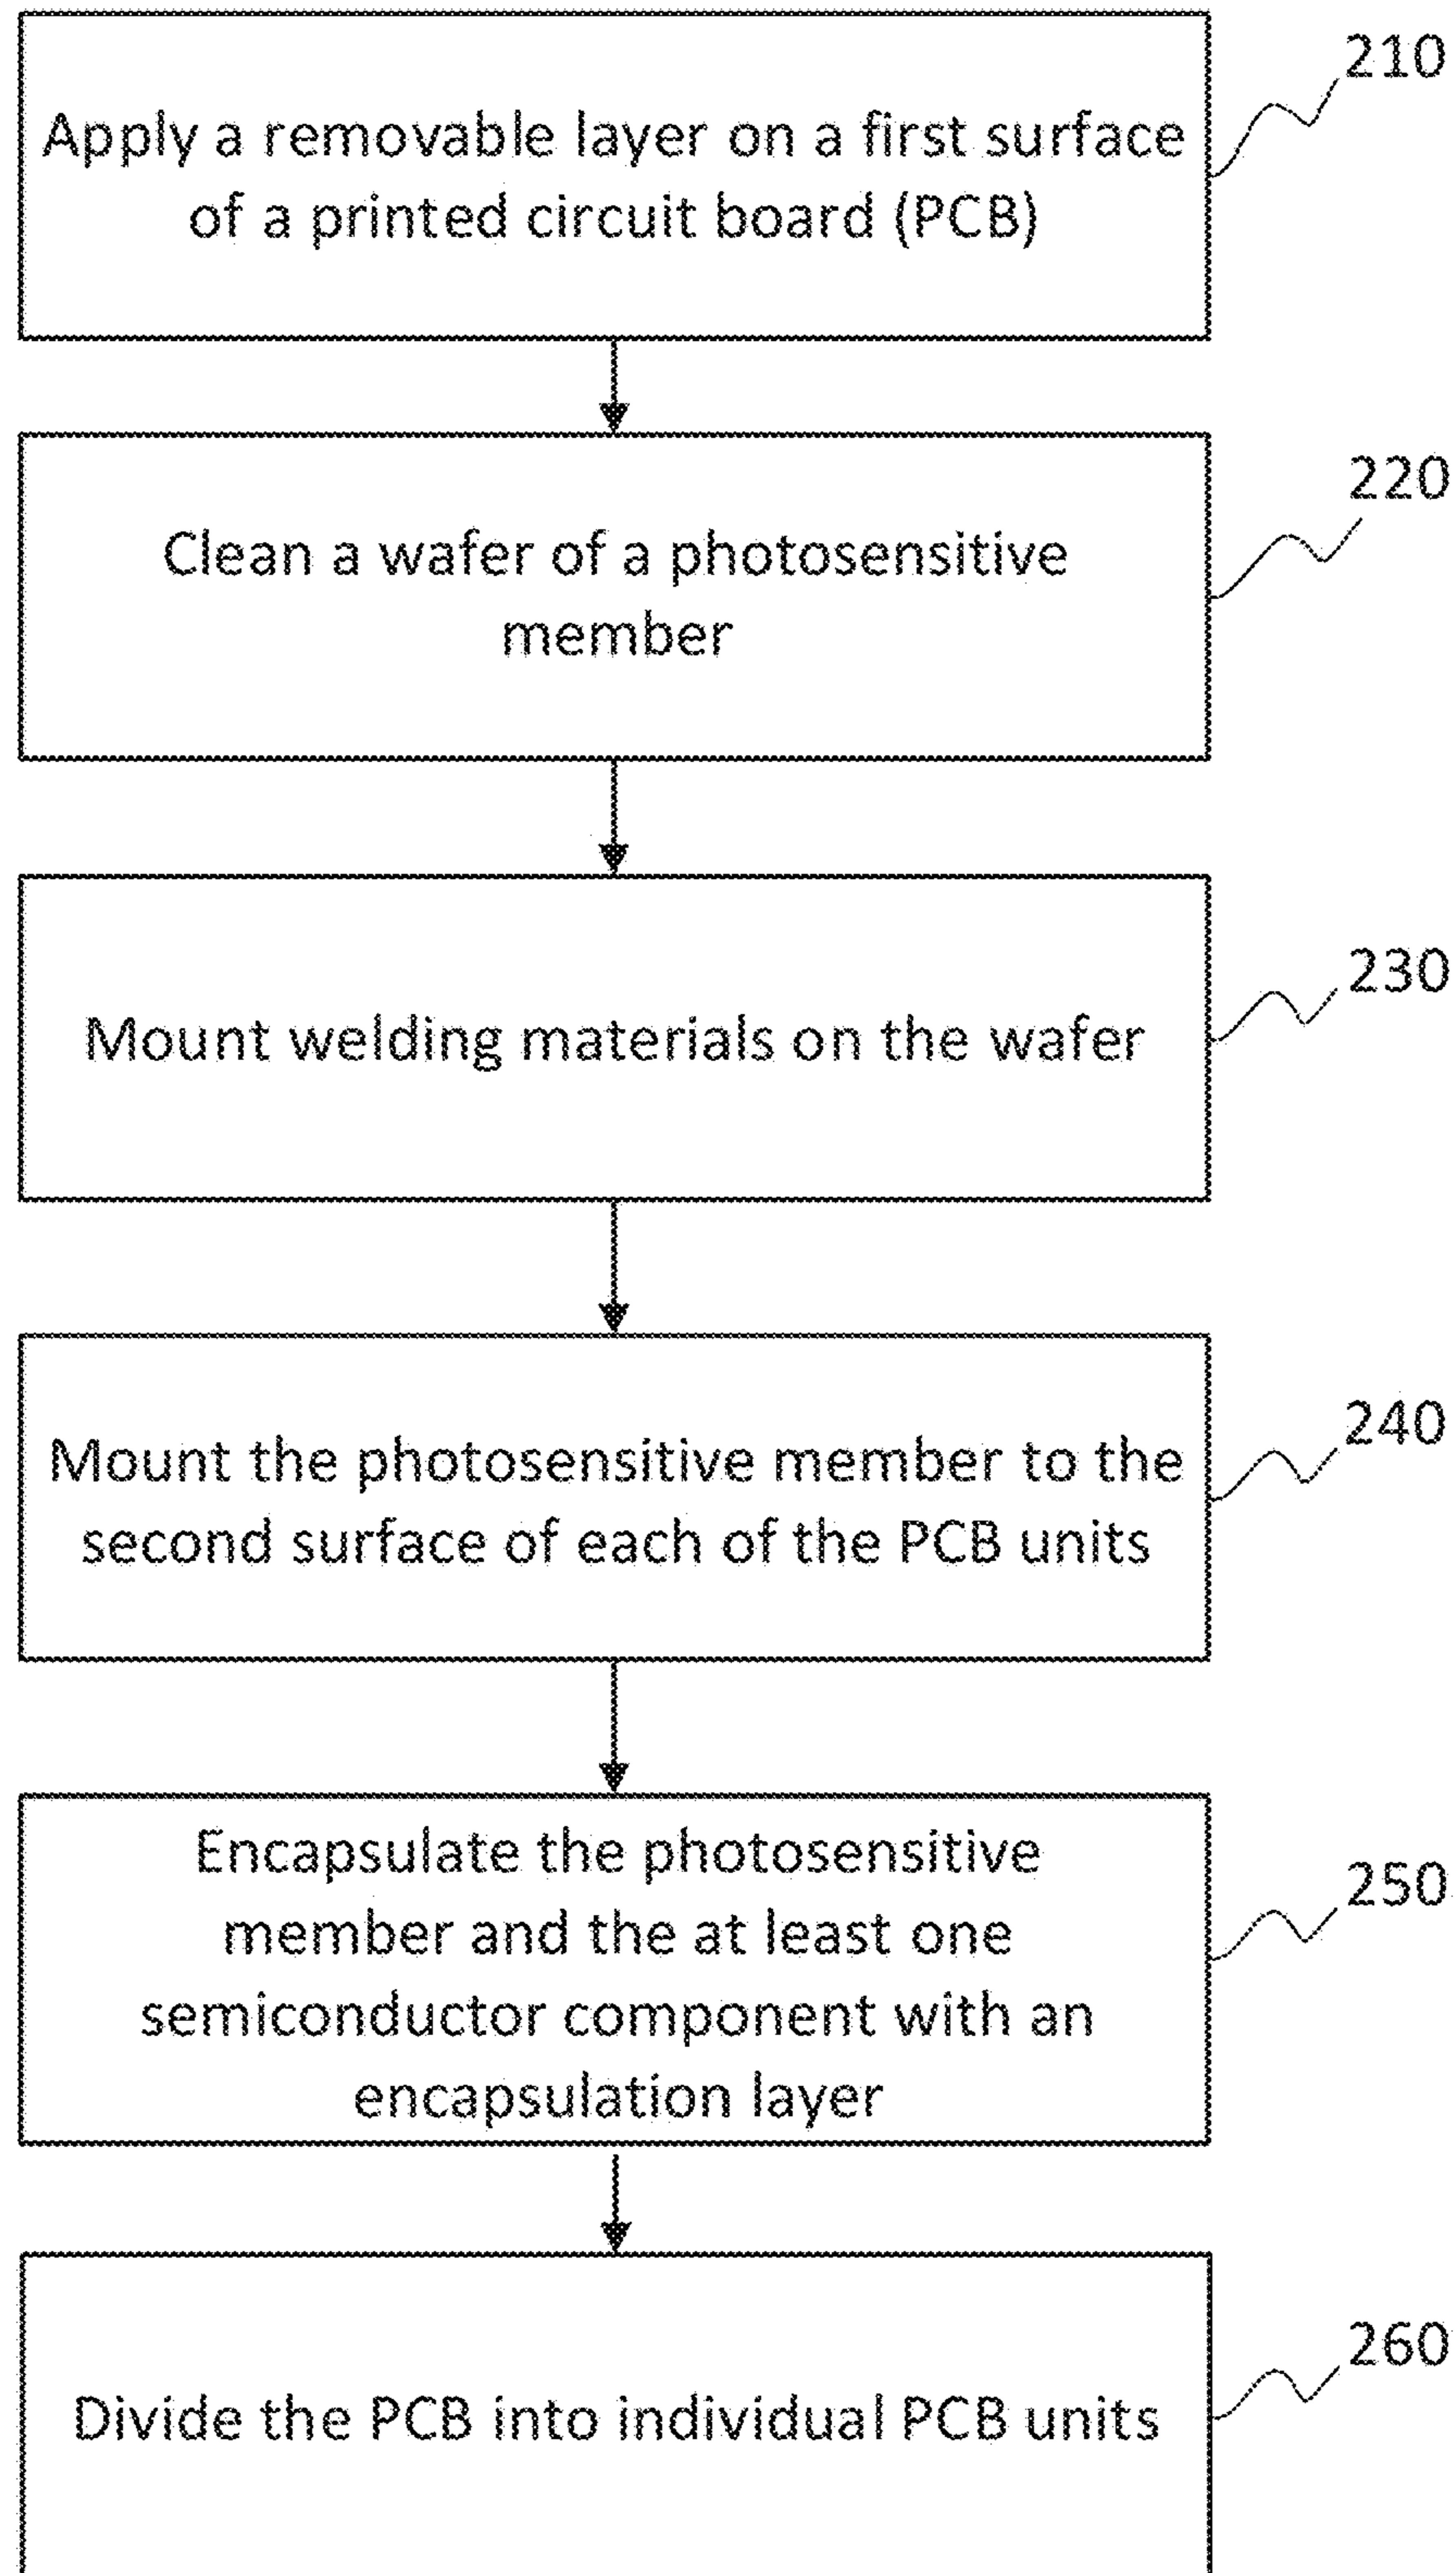 210
Apply a removable layer on a first surface
of a printed circuit board (PCB)
220
Clean a wafer of a photosensitive
member
230
Mount welding materials on the wafer
240
Mount the photosensitive member to the
second surface of each of the PCB units
250
Encapsulate the photosensitive
member and the at least one
semiconductor component with an
encapsulation layer
260
Divide the PCB into individual PCB units